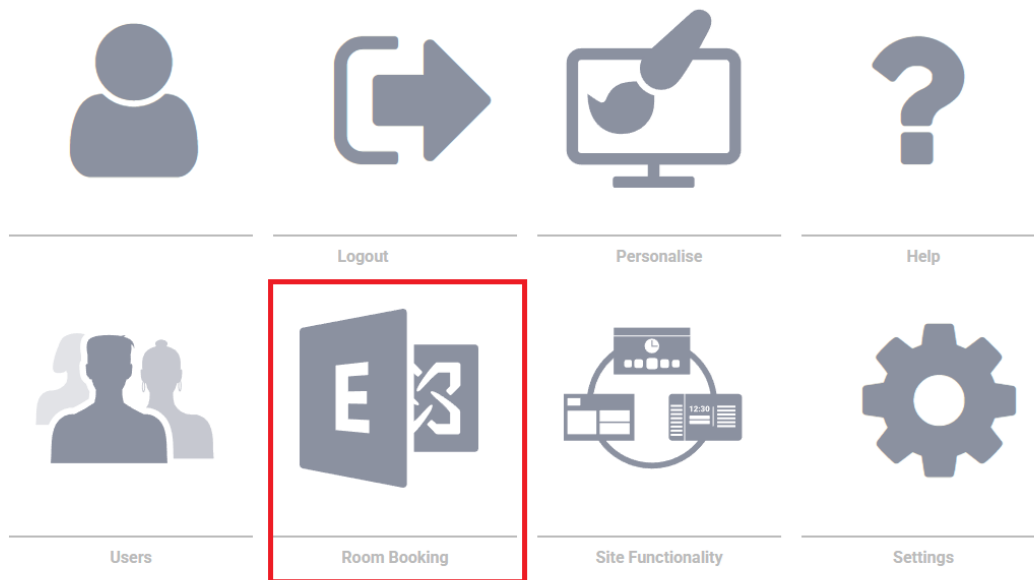 Logout
Personalise
Help
E
12:30
Users
Room Booking
Site Functionality
Settings